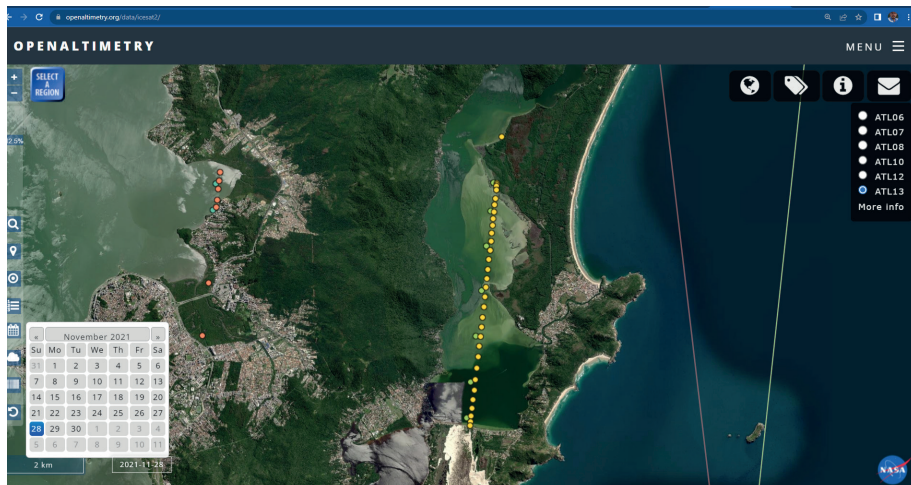 openaltimetry.org/data/icesat2/
OPENALTIMETRY
MENU
+
SELECT
A
REGION
−
ATL06
ATL07
ATL08
ATL10
ATL12
ATL13
More info
« November 2021 »
Su Mo Tu We Th Fr Sa
31 1 2 3 4 5 6
7 8 9 10 11 12 13
14 15 16 17 18 19 20
21 22 23 24 25 26 27
28 29 30 1 2 3 4
5 6 7 8 9 10 11
2 km
2021-11-28
NASA